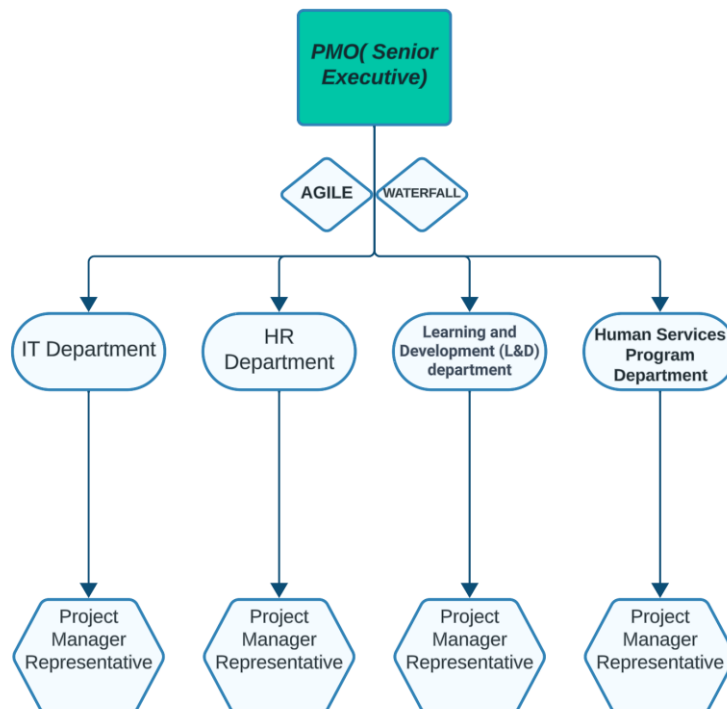 PMO( Senior
Executive)
AGILE
WATERFALL
IT Department
HR
Department
Learning and
Development (L&D)
department
Human Services
Program
Department
Project
Manager
Representative
Project
Manager
Representative
Project
Manager
Representative
Project
Manager
Representative